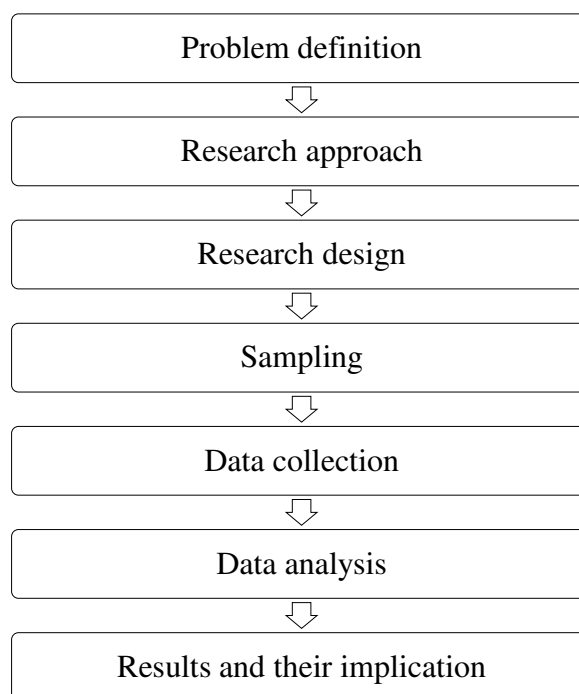 Problem definition
Research approach
Research design
Sampling
Data collection
Data analysis
Results and their implication